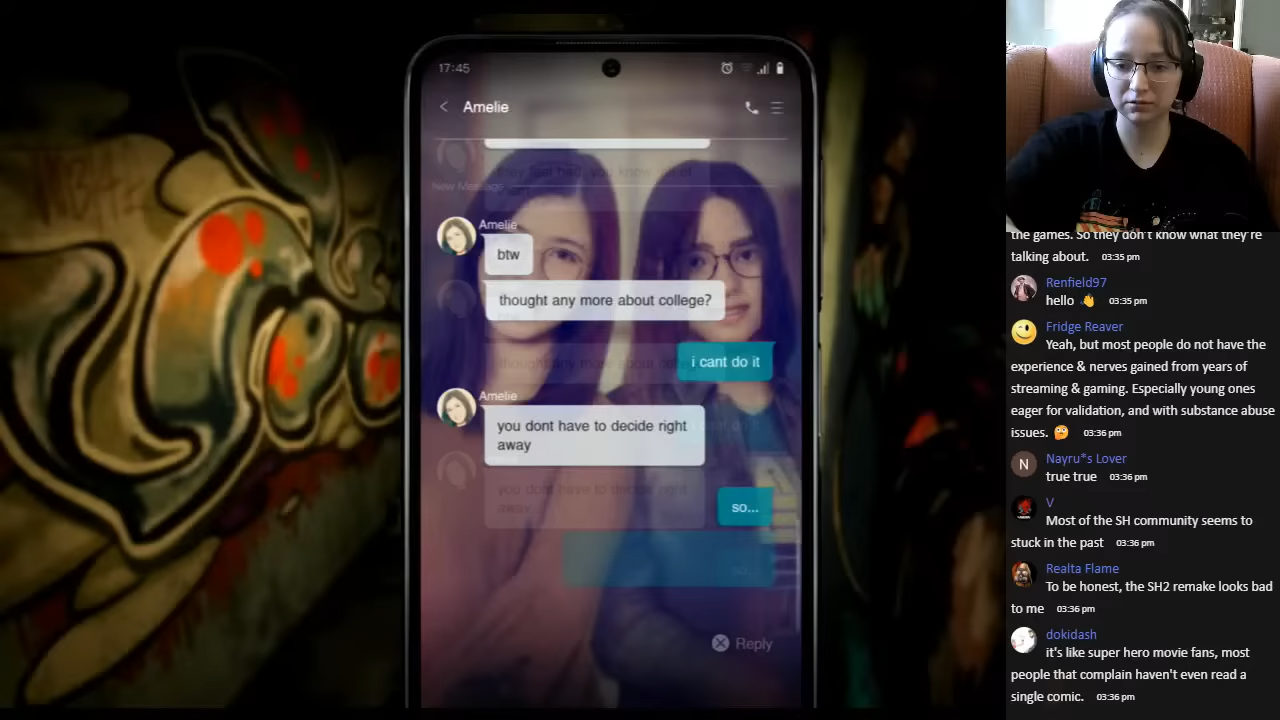 17:45
Amelie
New Message
Amelie
btw
thought any more about college?
i cant do it
Amelie
you dont have to decide right
away
so...
Reply
the games. So they don't know what they're
talking about. 03:35 pm
Renfield97
hello 👋 03:35 pm
Fridge Reaver
Yeah, but most people do not have the
experience & nerves gained from years of
streaming & gaming. Especially young ones
eager for validation, and with substance abuse
issues. 🤔 03:36 pm
N
Nayru*s Lover
true true 03:36 pm
V
Most of the SH community seems to
stuck in the past 03:36 pm
Realta Flame
To be honest, the SH2 remake looks bad
to me 03:36 pm
dokidash
it's like super hero movie fans, most
people that complain haven't even read a
single comic. 03:36 pm